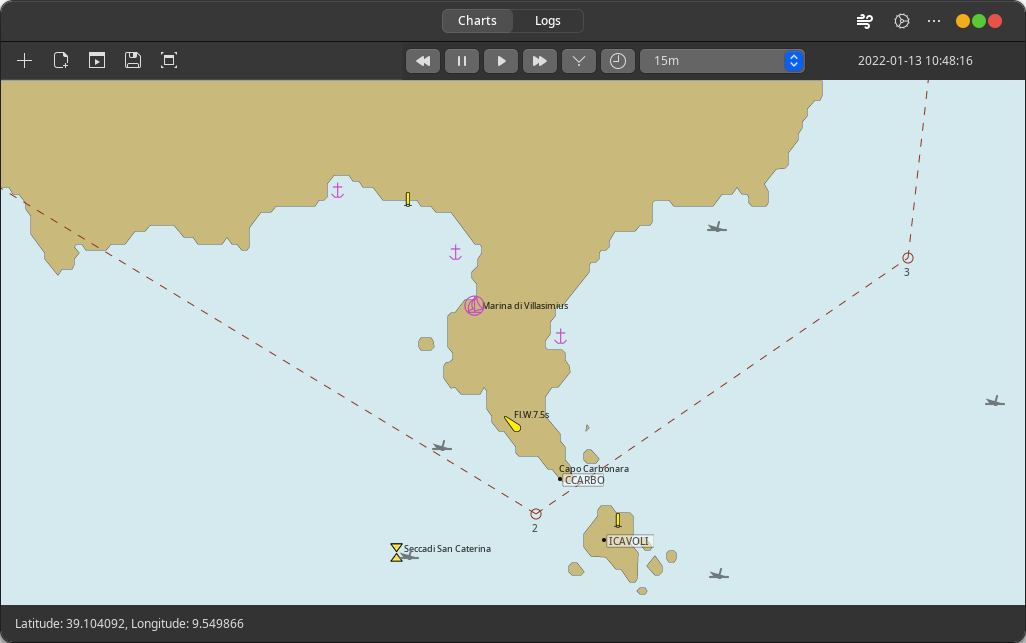 Charts Logs
15m 2022-01-13 10:48:16
3
Marina di Villasimius
Fl.W.7.5s
Capo Carbonara
CCARBO
2
ICAVOLI
Seccadi San Caterina
Latitude: 39.104092, Longitude: 9.549866